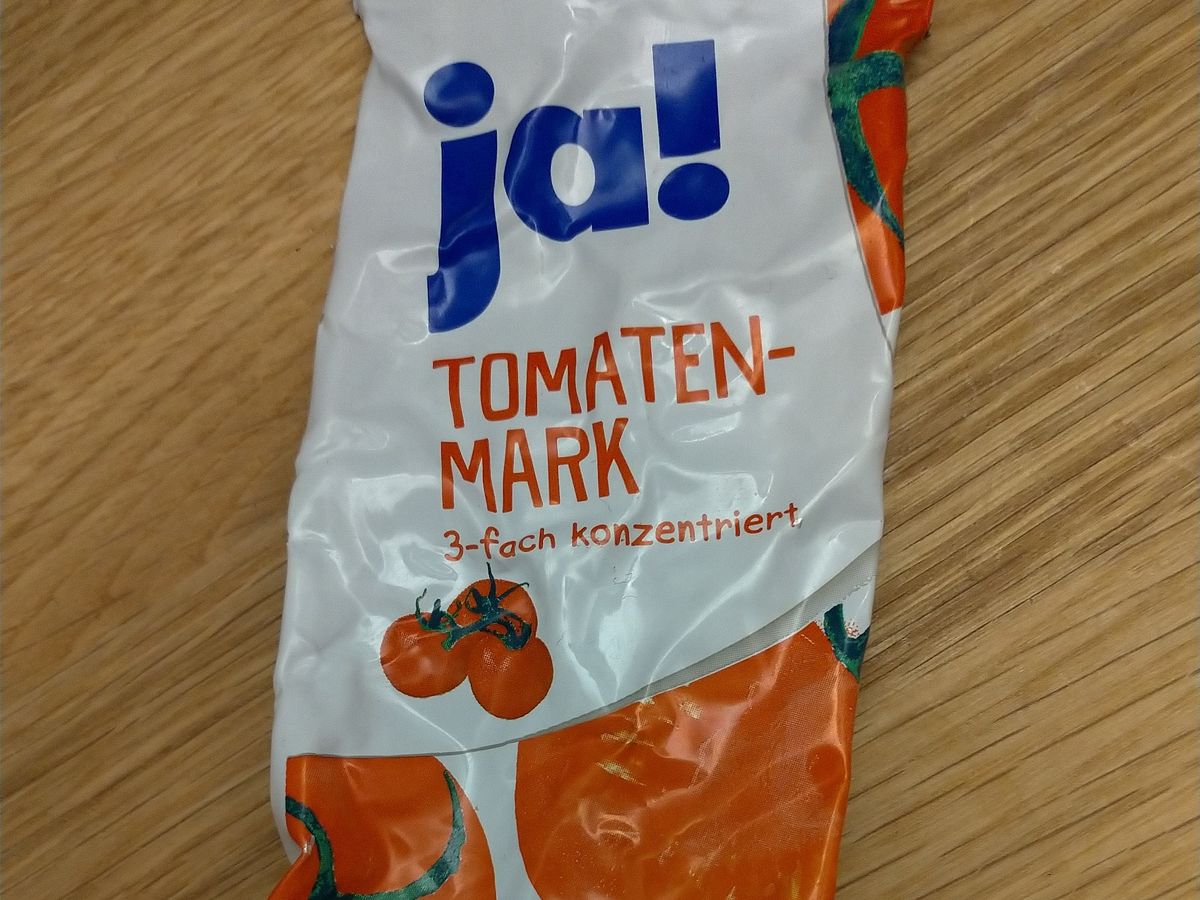 ja!
TOMATEN-
MARK
3-fach konzentriert